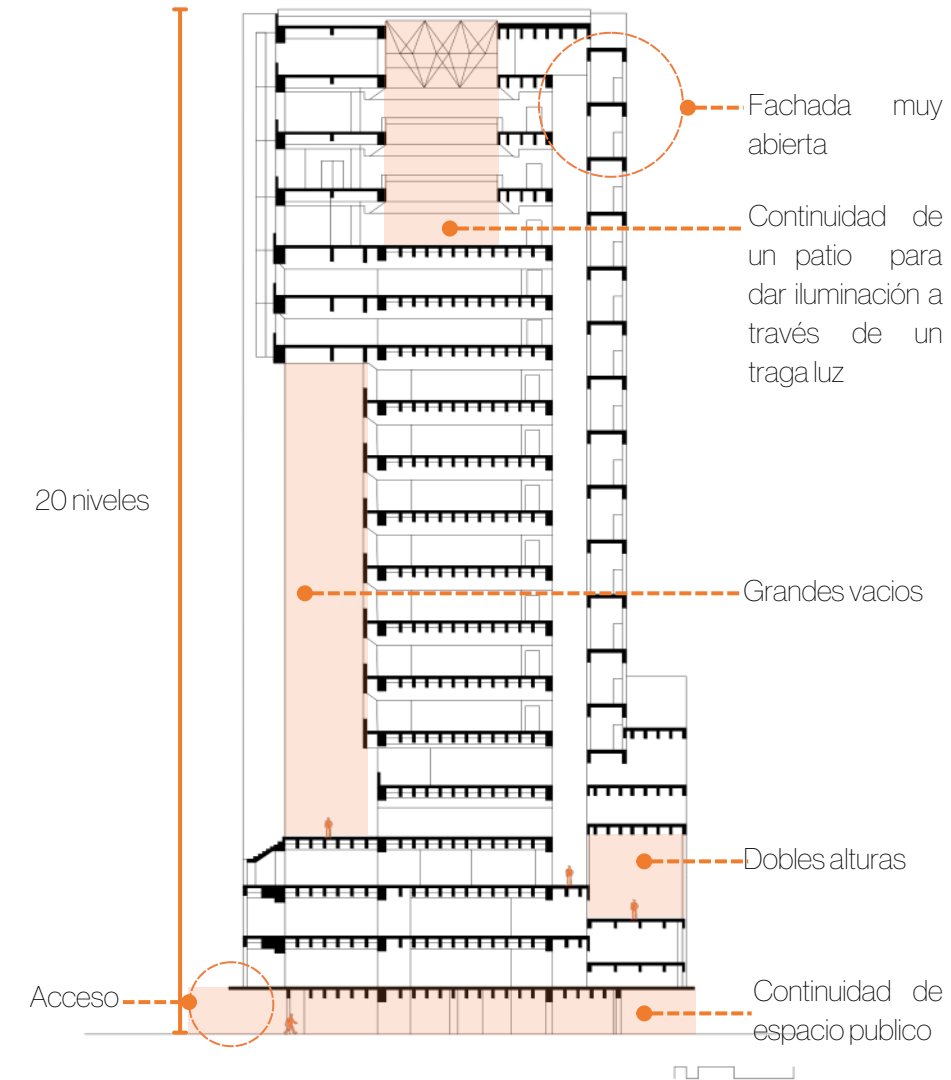 Fachada muy
abierta
Continuidad de
un patio para
dar iluminación a
través de un
traga luz
20 niveles
Grandes vacios
Dobles alturas
Acceso
Continuidad de
espacio publico